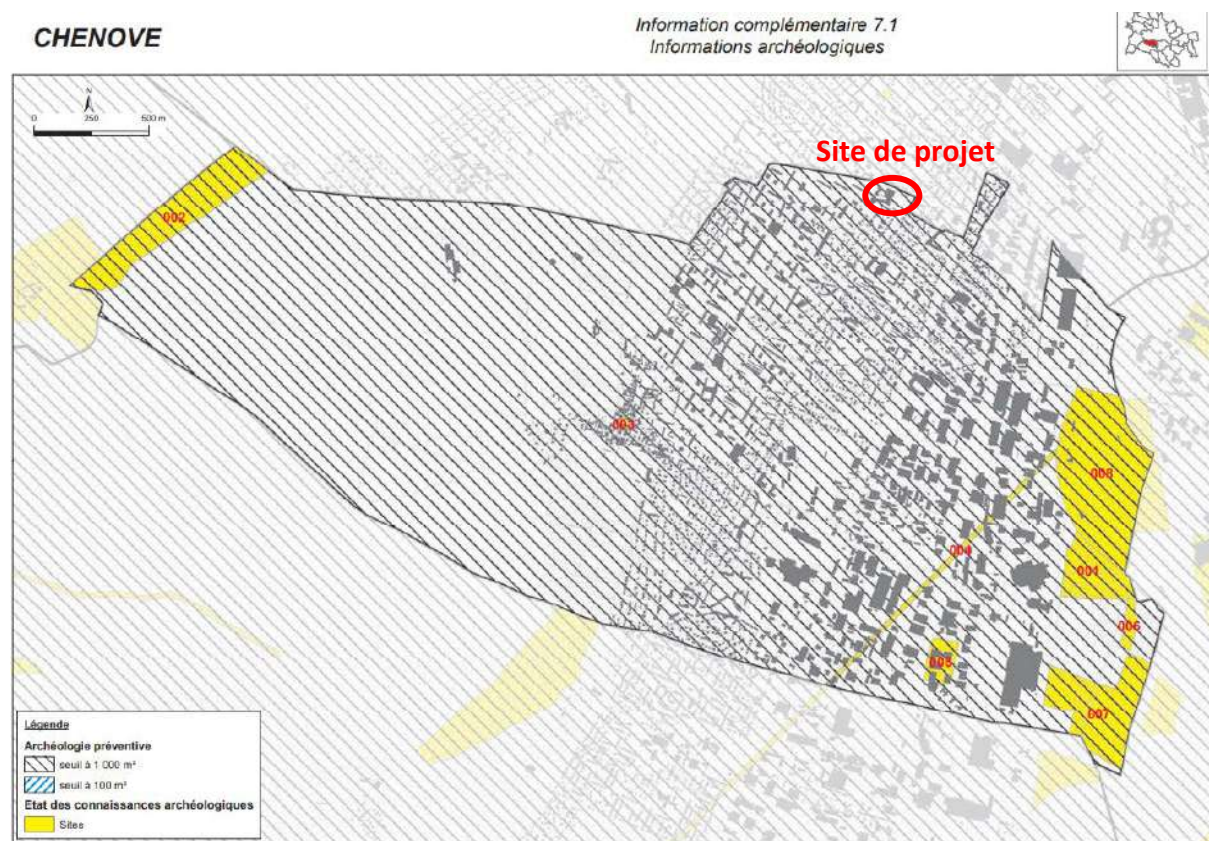 CHENOVE
Information complémentaire 7.1
Informations archéologiques
N
0 250 500 m
Site de projet
002
003
008
004
001
006
007
Légende
Archéologie préventive
seuil à 1 000 m²
seuil à 100 m²
Etat des connaissances archéologiques
Sites